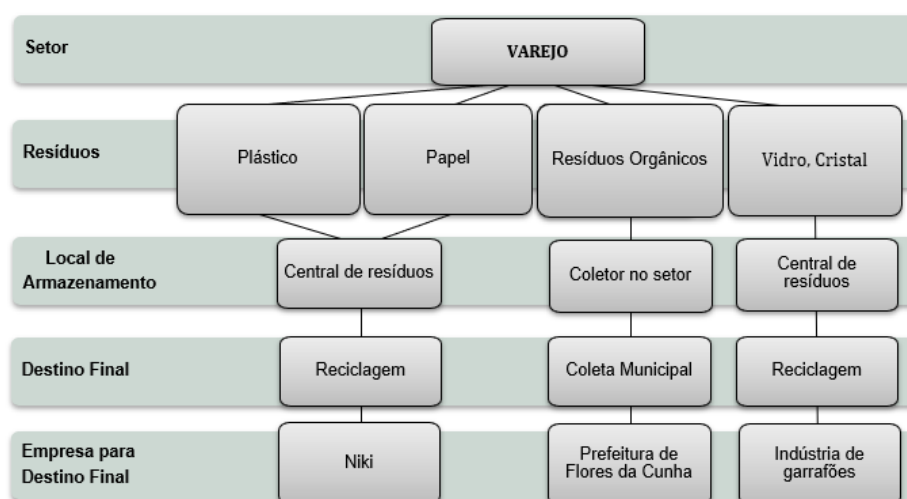 Setor
VAREJO
Resíduos
Plástico
Papel
Resíduos Orgânicos
Vidro, Cristal
Local de
Armazenamento
Central de resíduos
Coletor no setor
Central de
resíduos
Destino Final
Reciclagem
Coleta Municipal
Reciclagem
Empresa para
Destino Final
Niki
Prefeitura de
Flores da Cunha
Indústria de
garrafões